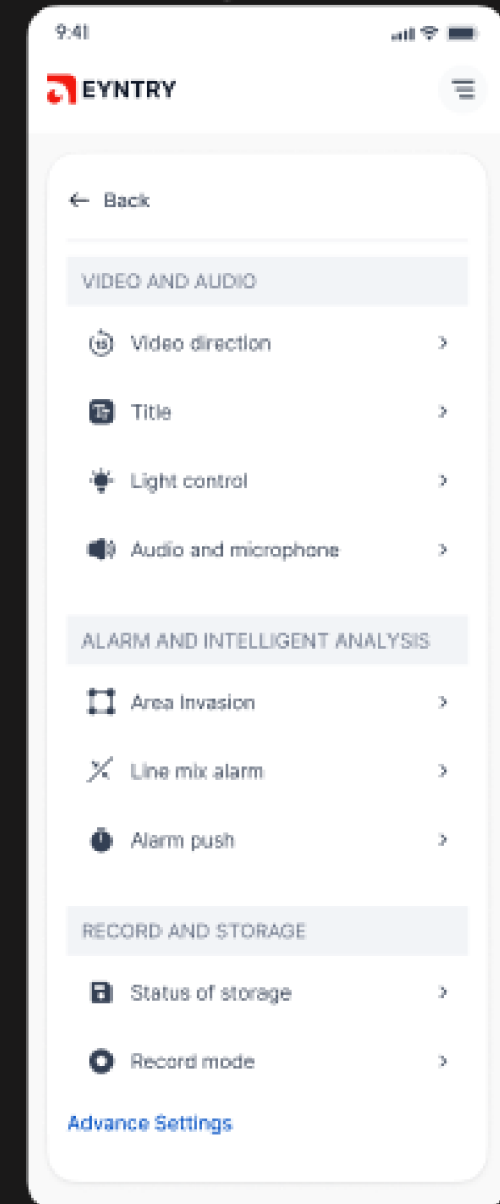 9:41
EYNTRY
Back
VIDEO AND AUDIO
Video direction
Title
Light control
Audio and microphone
ALARM AND INTELLIGENT ANALYSIS
Area Invasion
Line mix alarm
Alarm push
RECORD AND STORAGE
Status of storage
Record mode
Advance Settings